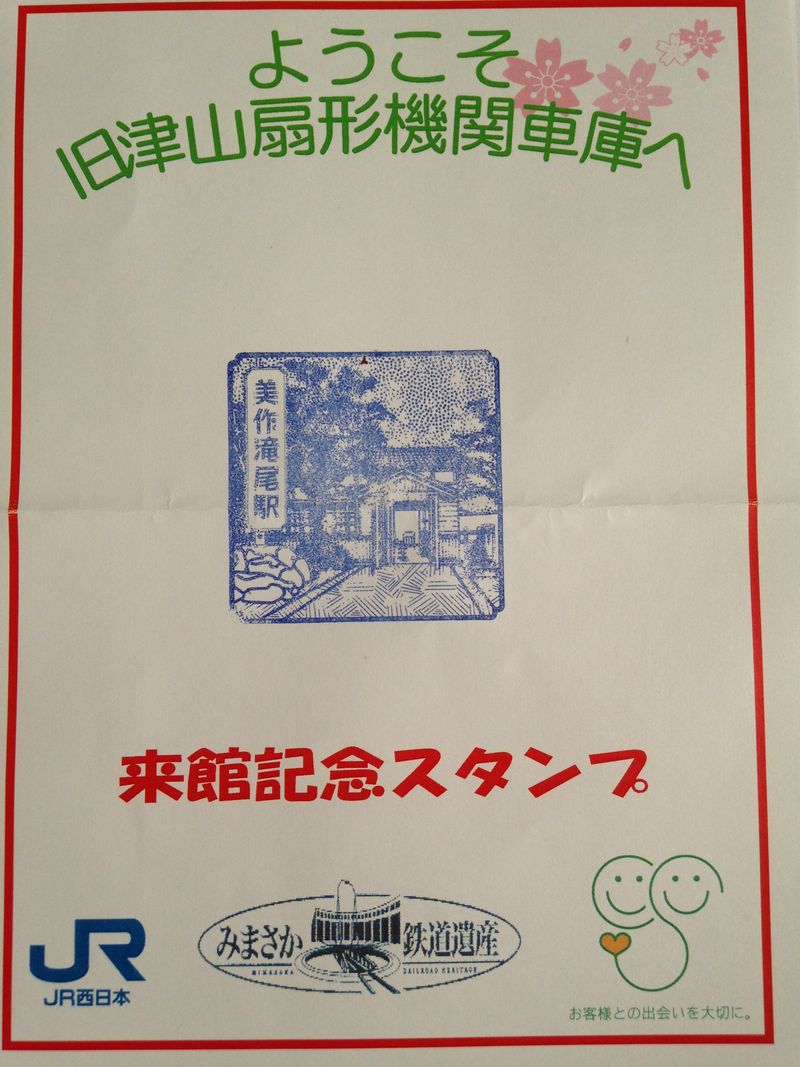 ようこそ
旧津山扇形機関車庫へ
美作滝尾駅
来館記念スタンプ
JR
JR西日本
みまさか 鉄道遺産
MIMASAKA RAILROAD HERITAGE
お客様との出会いを大切に。